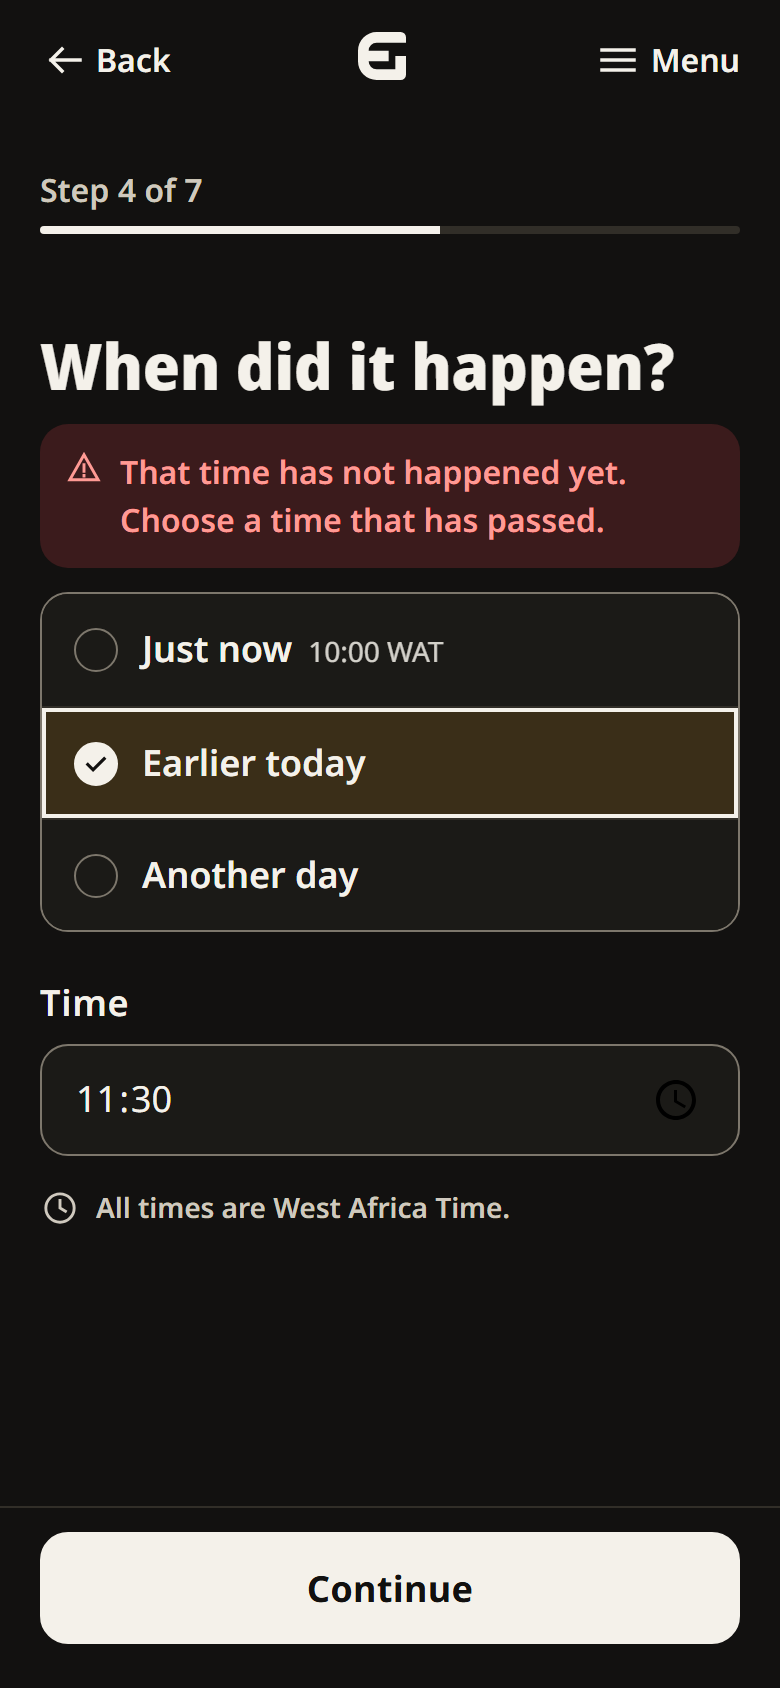 Back
Menu
Step 4 of 7
When did it happen?
That time has not happened yet.
Choose a time that has passed.
Just now 10:00 WAT
Earlier today
Another day
Time
11:30
All times are West Africa Time.
Continue